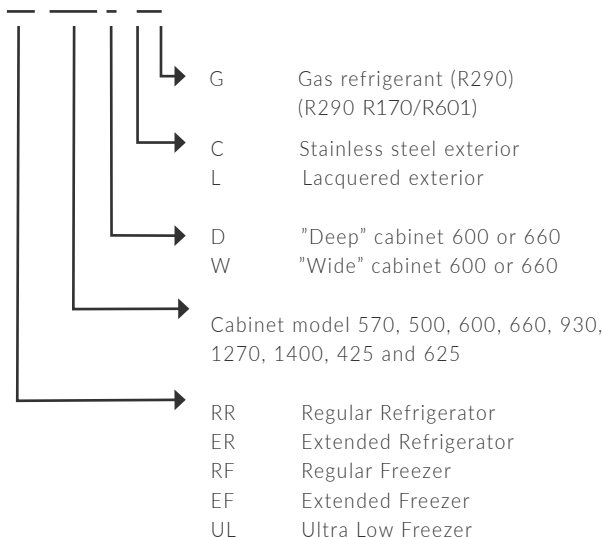 G Gas refrigerant (R290)
(R290 R170/R601)
C Stainless steel exterior
L Lacquered exterior
D ”Deep” cabinet 600 or 660
W ”Wide” cabinet 600 or 660
Cabinet model 570, 500, 600, 660, 930,
1270, 1400, 425 and 625
RR Regular Refrigerator
ER Extended Refrigerator
RF Regular Freezer
EF Extended Freezer
UL Ultra Low Freezer